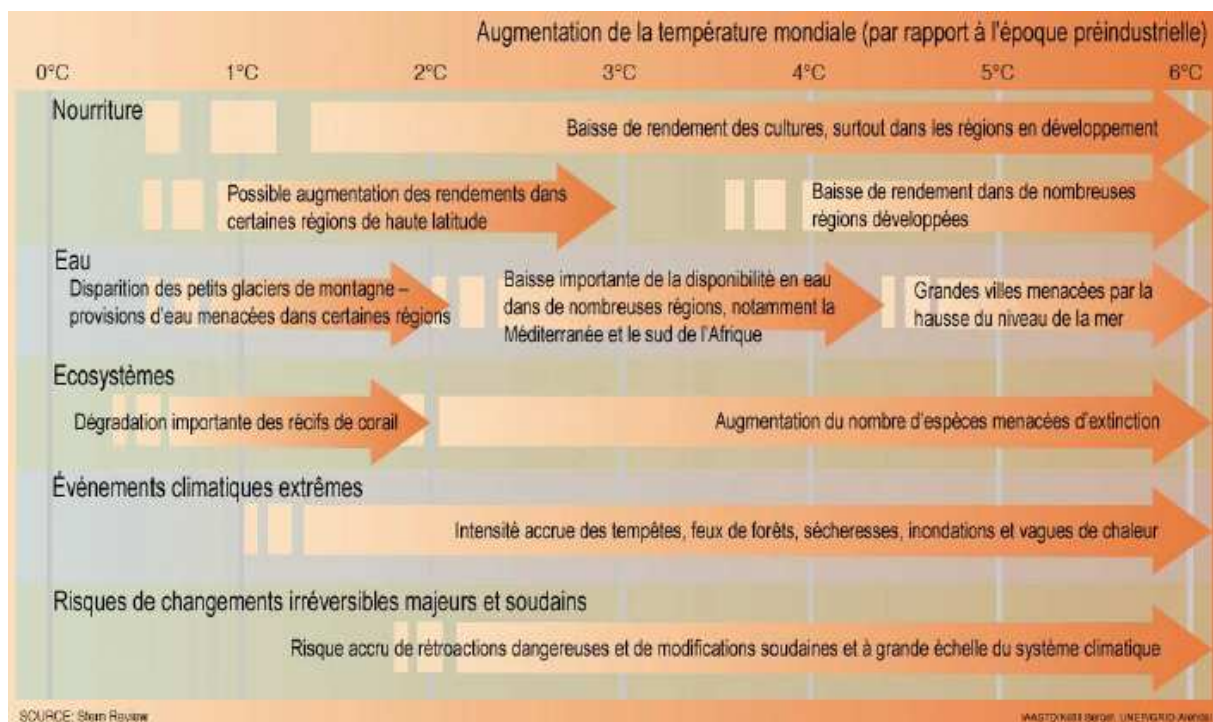 Augmentation de la température mondiale (par rapport à l'époque préindustrielle)
0°C 1°C 2°C 3°C 4°C 5°C 6°C
Nourriture
Baisse de rendement des cultures, surtout dans les régions en développement
Possible augmentation des rendements dans
certaines régions de haute latitude
Baisse de rendement dans de nombreuses
régions développées
Eau
Disparition des petits glaciers de montagne –
provisions d'eau menacées dans certaines régions
Baisse importante de la disponibilité en eau
dans de nombreuses régions, notamment la
Méditerranée et le sud de l'Afrique
Grandes villes menacées par la
hausse du niveau de la mer
Ecosystèmes
Dégradation importante des récifs de corail
Augmentation du nombre d'espèces menacées d'extinction
Évènements climatiques extrêmes
Intensité accrue des tempêtes, feux de forêts, sécheresses, inondations et vagues de chaleur
Risques de changements irréversibles majeurs et soudains
Risque accru de rétroactions dangereuses et de modifications soudaines et à grande échelle du système climatique
SOURCE: Stern Review
UNEP/GRID-Arendal